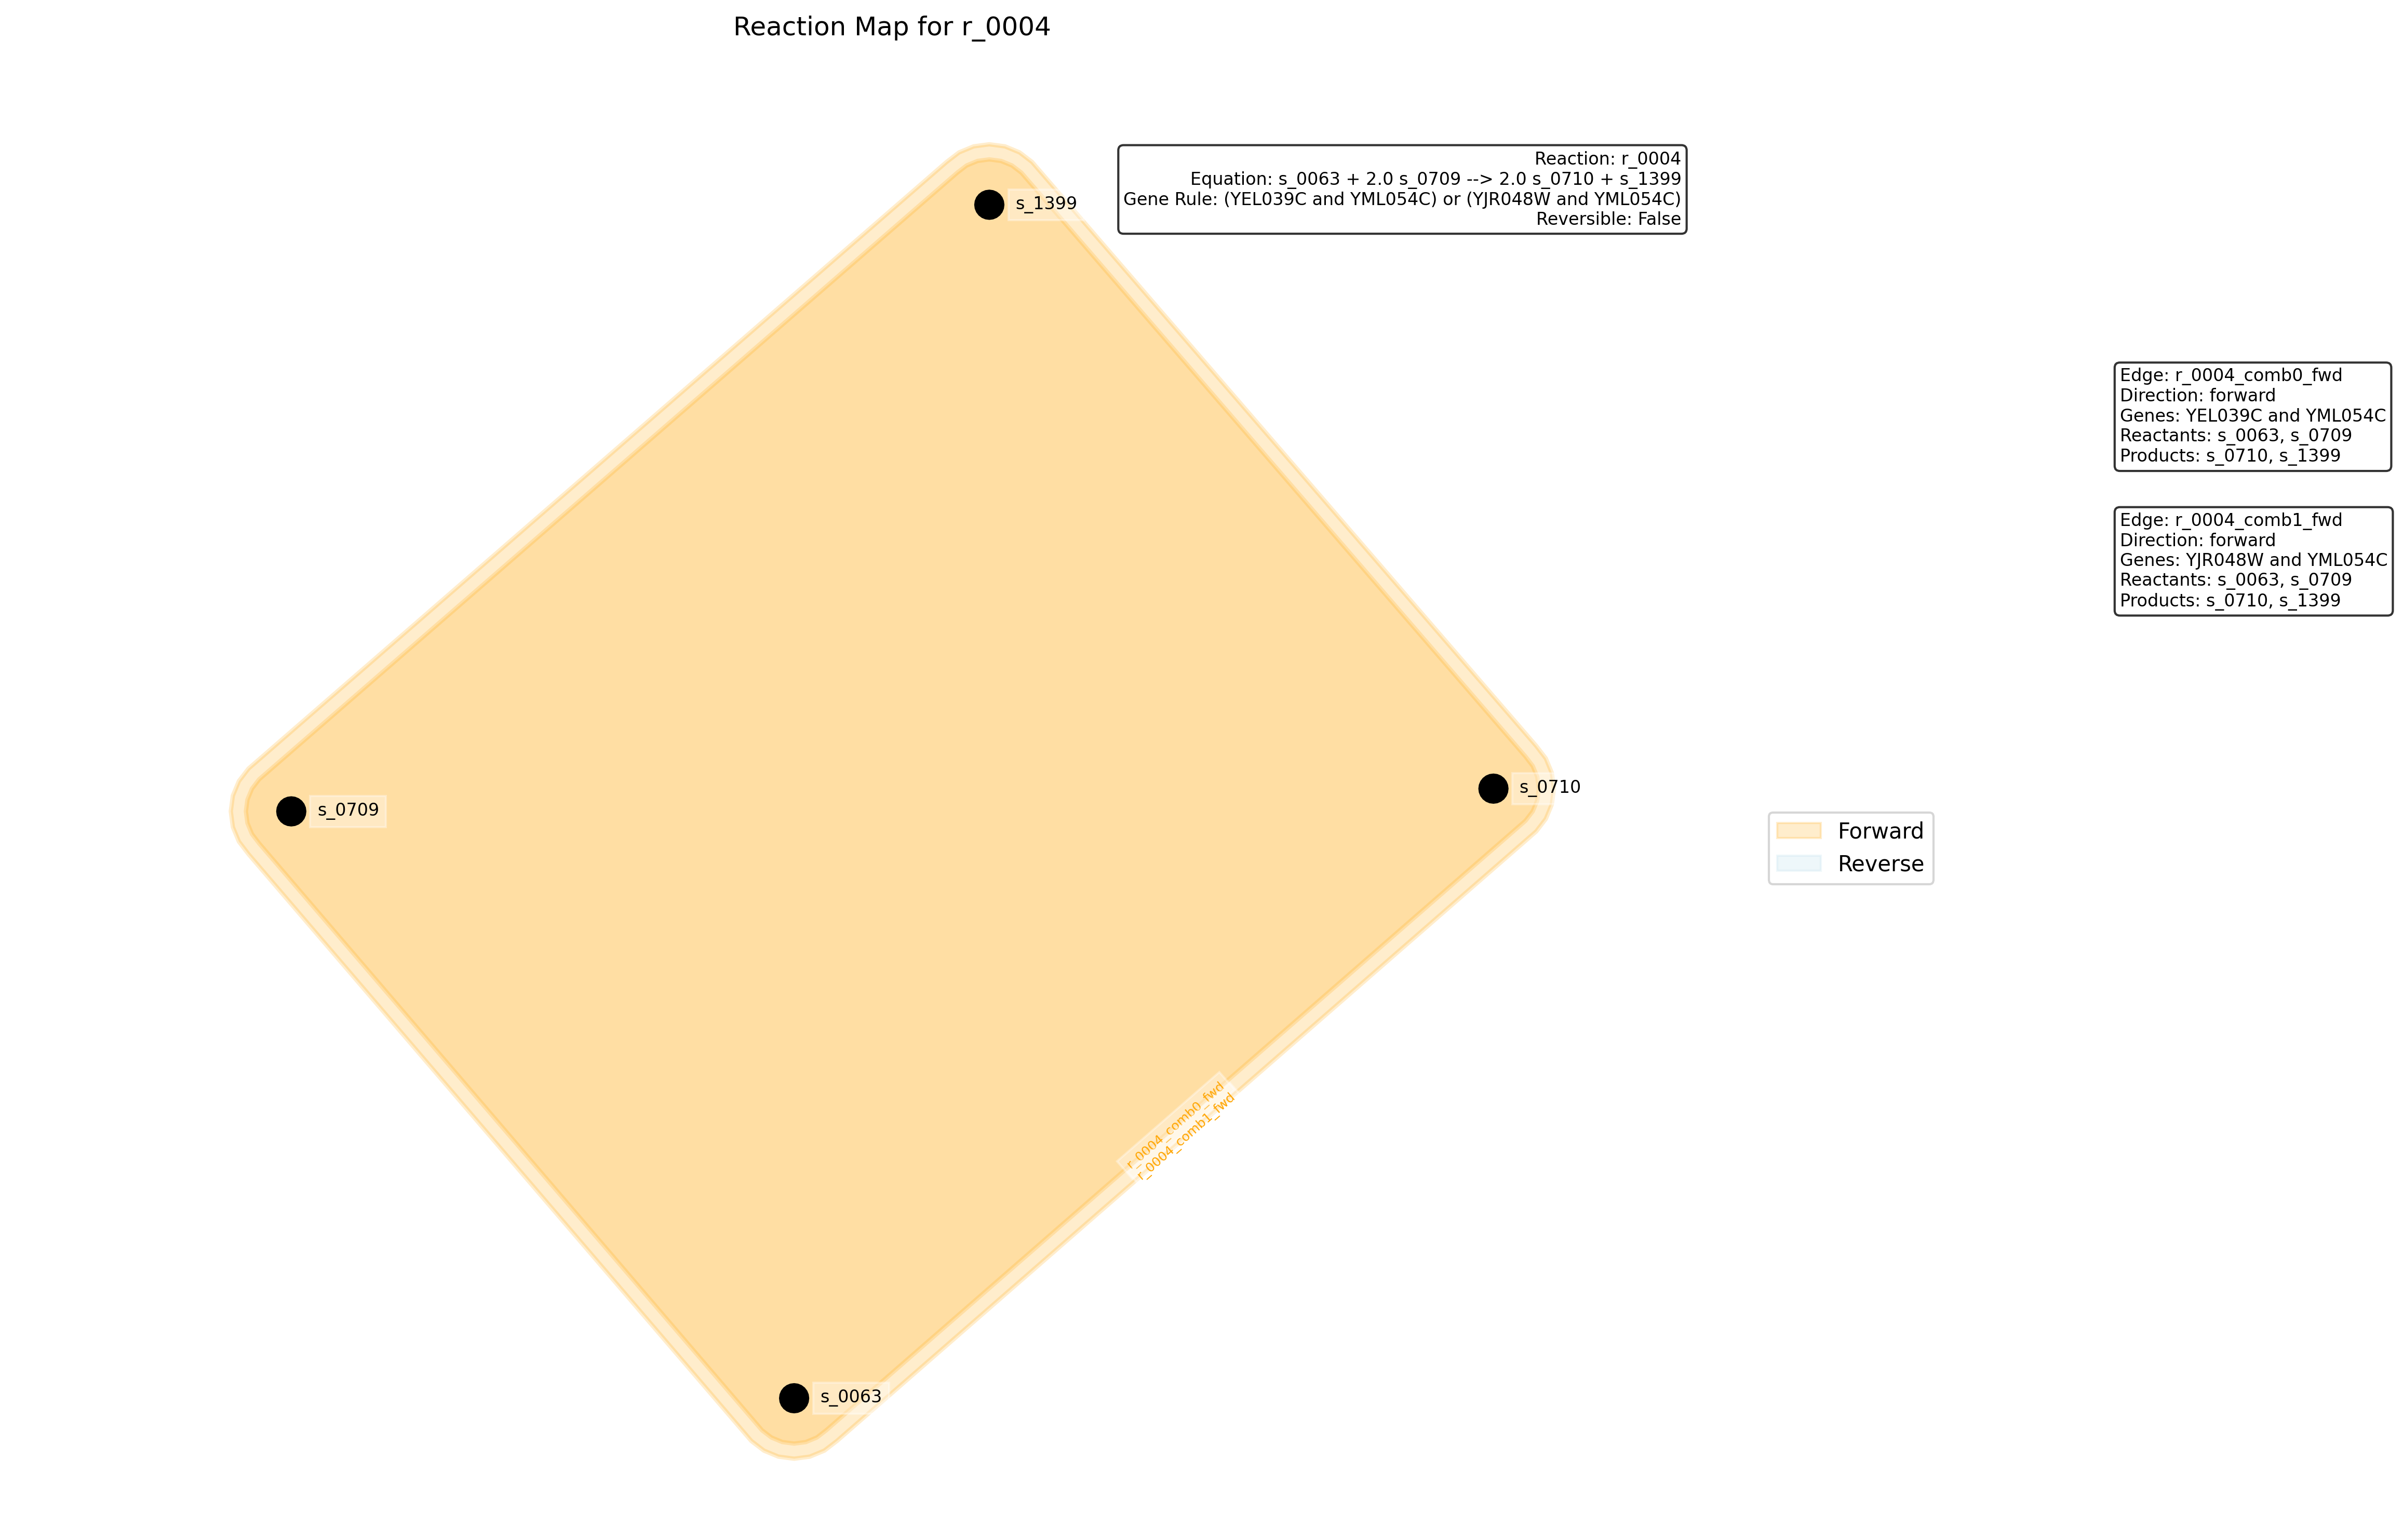 Reaction Map for r_0004
s_1399
Reaction: r_0004
Equation: s_0063 + 2.0 s_0709 --> 2.0 s_0710 + s_1399
Gene Rule: (YEL039C and YML054C) or (YJR048W and YML054C)
Reversible: False
Edge: r_0004_comb0_fwd
Direction: forward
Genes: YEL039C and YML054C
Reactants: s_0063, s_0709
Products: s_0710, s_1399
Edge: r_0004_comb1_fwd
Direction: forward
Genes: YJR048W and YML054C
Reactants: s_0063, s_0709
Products: s_0710, s_1399
s_0709
s_0710
Forward
Reverse
r_0004_comb0_fwd
r_0004_comb1_fwd
s_0063